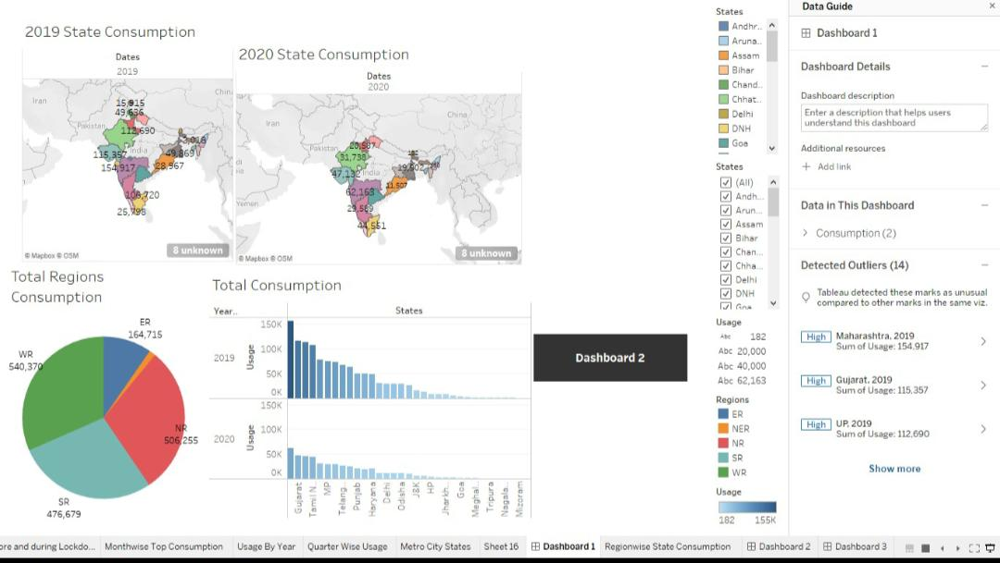 2019 State Consumption
Dates
2019
Iran
China
Pakistan
India
15,915
49,636
112,690
3,018
115,357
49,869
154,917
28,967
106,720
25,798
8 unknown
© Mapbox © OSM
2020 State Consumption
Dates
2020
Iran
China
Pakistan
India
Yemen
20,587
31,738
47,132
19,502
11,507
62,163
29,589
44,551
8 unknown
© Mapbox © OSM
Total Regions
Consumption
ER
164,715
WR
540,370
NR
506,255
SR
476,679
Total Consumption
Year..
States
2019
Usage
150K
100K
50K
0K
2020
Usage
150K
100K
50K
0K
Gujarat
Tamil N..
MP
Telang..
Punjab
Haryana
Delhi
Odisha
J&K
HP
Jharkh..
Goa
Meghal..
Tripura
Nagala..
Mizoram
Dashboard 2
States
Andhr..
Aruna..
Assam
Bihar
Chand..
Chhat..
Delhi
DNH
Goa
States
(All)
Andh...
Arun...
Assam
Bihar
Chan...
Chha...
Delhi
DNH
Goa
Usage
Abc 182
Abc 20,000
Abc 40,000
Abc 62,163
Regions
ER
NER
NR
SR
WR
Usage
182 155K
Data Guide
×
Dashboard 1
Dashboard Details
Dashboard description
Enter a description that helps users
understand this dashboard
Additional resources
+ Add link
Data in This Dashboard
Consumption (2)
Detected Outliers (14)
Tableau detected these marks as unusual
compared to other marks in the same viz.
High Maharashtra, 2019
Sum of Usage: 154,917
High Gujarat, 2019
Sum of Usage: 115,357
High UP, 2019
Sum of Usage: 112,690
Show more
ore and during Lockdo... Monthwise Top Consumption Usage By Year Quarter Wise Usage Metro City States Sheet 16 Dashboard 1 Regionwise State Consumption Dashboard 2 Dashboard 3